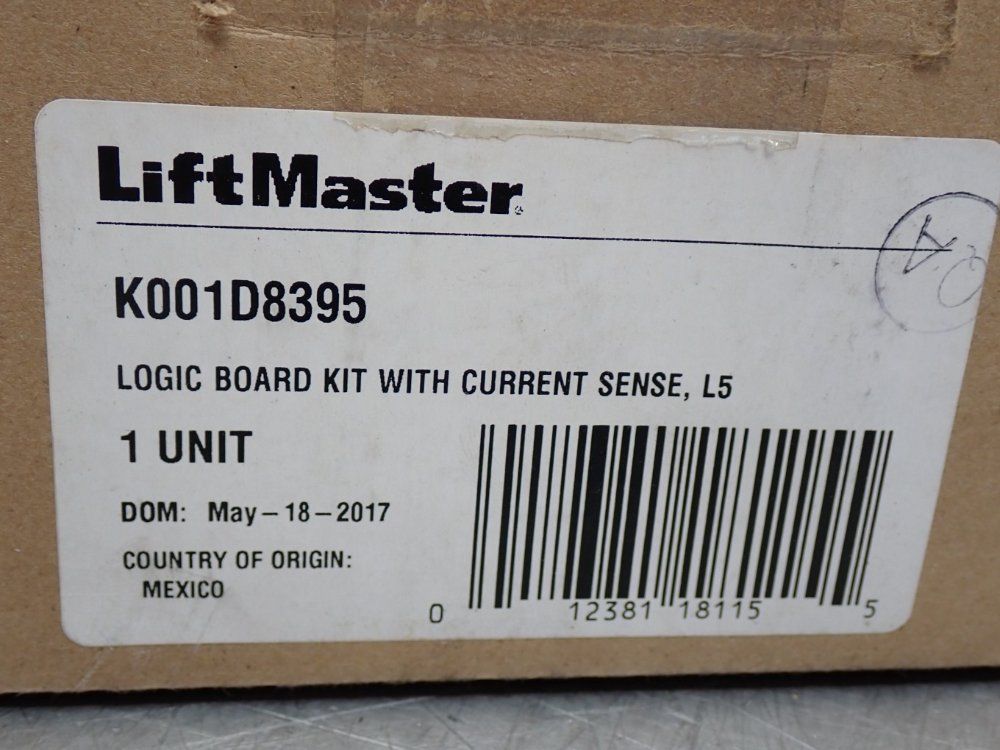 LiftMaster
K001D8395
LOGIC BOARD KIT WITH CURRENT SENSE, L5
1 UNIT
DOM: May-18-2017
COUNTRY OF ORIGIN:
MEXICO
0 12381 18115 5